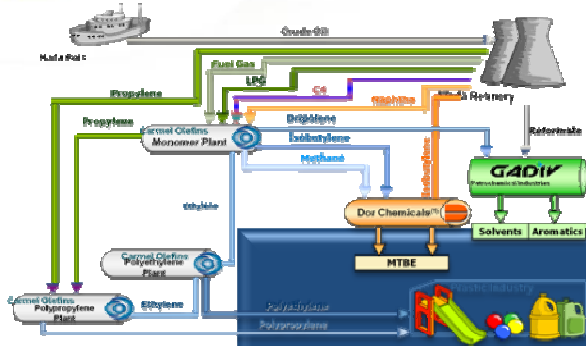 Crude Oil
Fuel Gas
LPG
C4
Propylene
Naphtha
Refinery
Propylene
Carmel Olefins
Monomer Plant
Isobutylene
Methane
Reformate
GADIV
Petrochemical Industries
Isobutylene
Ethylene
Dor Chemicals
Solvents
Aromatics
MTBE
Carmel Olefins
Polyethylene
Plant
Plastic Industry
Carmel Olefins
Polypropylene
Plant
Ethylene
Polyethylene
Polypropylene